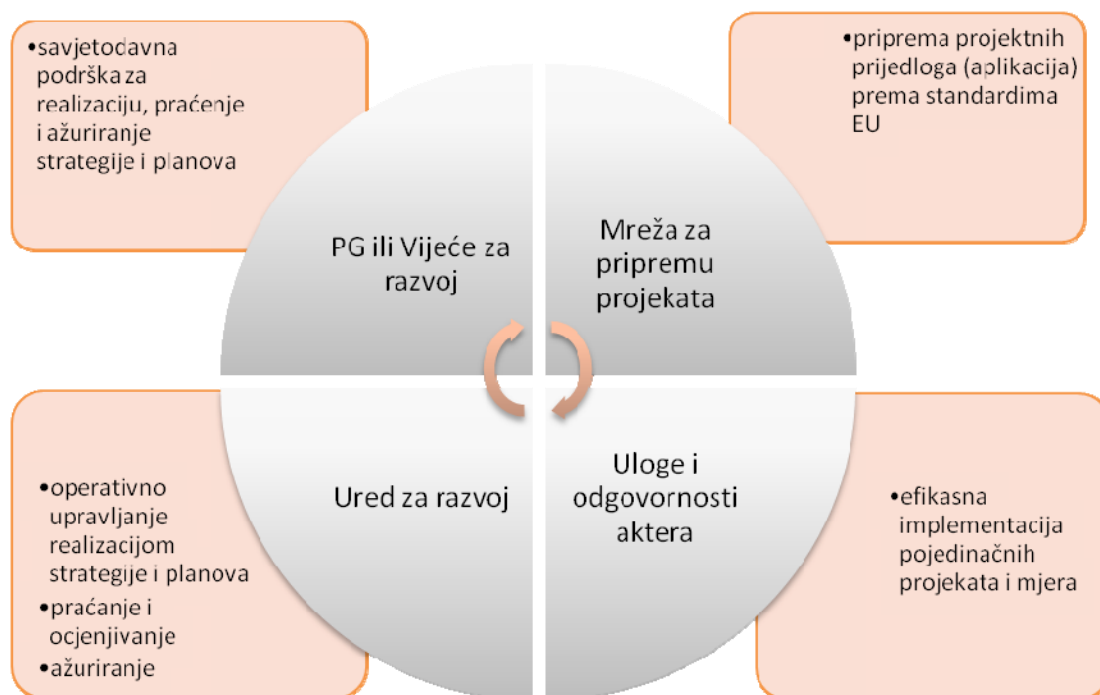 •savjetodavna
podrška za
realizaciju, praćenje
i ažuriranje
strategije i planova
•priprema projektnih
prijedloga (aplikacija)
prema standardima
EU
PG ili Vijeće za
razvoj
Mreža za
pripremu
projekata
Ured za razvoj
Uloge i
odgovornosti
aktera
•operativno
upravljanje
realizacijom
strategije i planova
•praćanje i
ocjenjivanje
•ažuriranje
•efikasna
implementacija
pojedinačnih
projekata i mjera